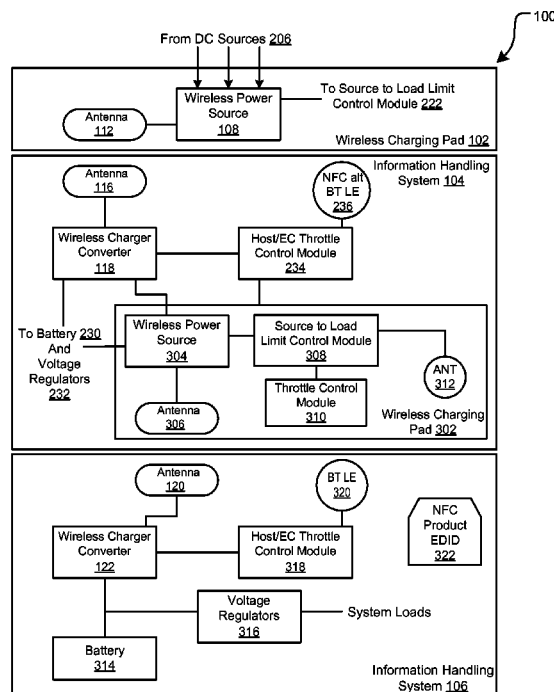 100
From DC Sources 206
Wireless Power
Source
108
To Source to Load Limit
Control Module 222
Antenna
112
Wireless Charging Pad 102
Information Handling
System 104
Antenna
116
NFC alt
BT LE
236
Wireless Charger
Converter
118
Host/EC Throttle
Control Module
234
To Battery 230
And
Voltage
Regulators
232
Wireless Power
Source
304
Source to Load
Limit Control Module
308
ANT
312
Antenna
306
Throttle Control
Module 310
Wireless Charging
Pad 302
Antenna
120
BT LE
320
Wireless Charger
Converter
122
Host/EC Throttle
Control Module
318
NFC
Product
EDID
322
Voltage
Regulators
316
System Loads
Battery
314
Information Handling
System 106